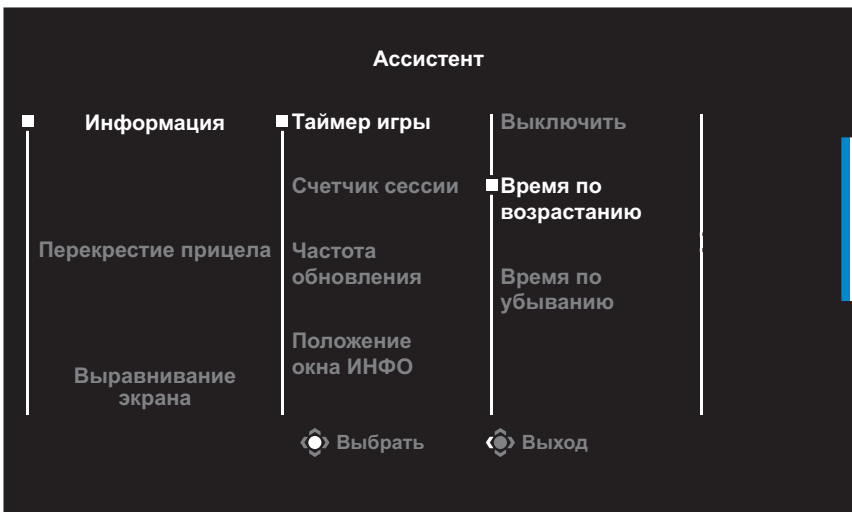 Ассистент
Информация
Таймер игры
Выключить
Счетчик сессии
Время по
возрастанию
Перекрестие прицела
Частота
обновления
Время по
убыванию
Положение
окна ИНФО
Выравнивание
экрана
Выбрать
Выход